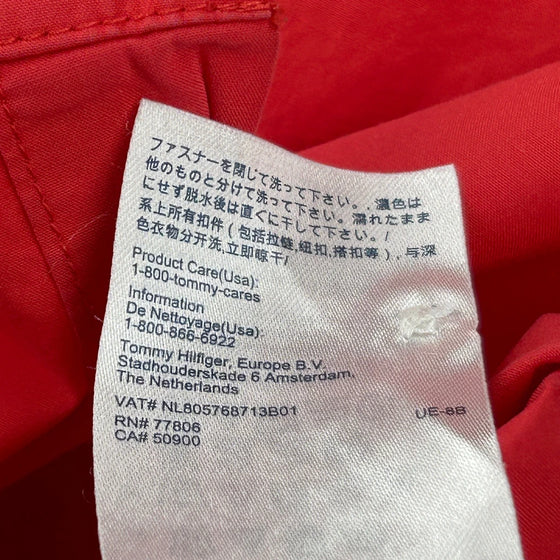 ファスナーを閉じて洗って下さい。,濃色は
他のものと分けて洗って下さい。濡れたまま
にせず脱水後は直ぐに干して下さい。/
系上所有扣件(包括拉鏈,纽扣,搭扣等),与深
色衣物分开洗,立即晾干/
Product Care(Usa):
1-800-tommy-cares
Information
De Nettoyage(Usa):
1-800-866-6922
Tommy Hilfiger, Europe B.V.
Stadhouderskade 6 Amsterdam,
The Netherlands
VAT# NL805768713B01
UE-8B
RN# 77806
CA# 50900